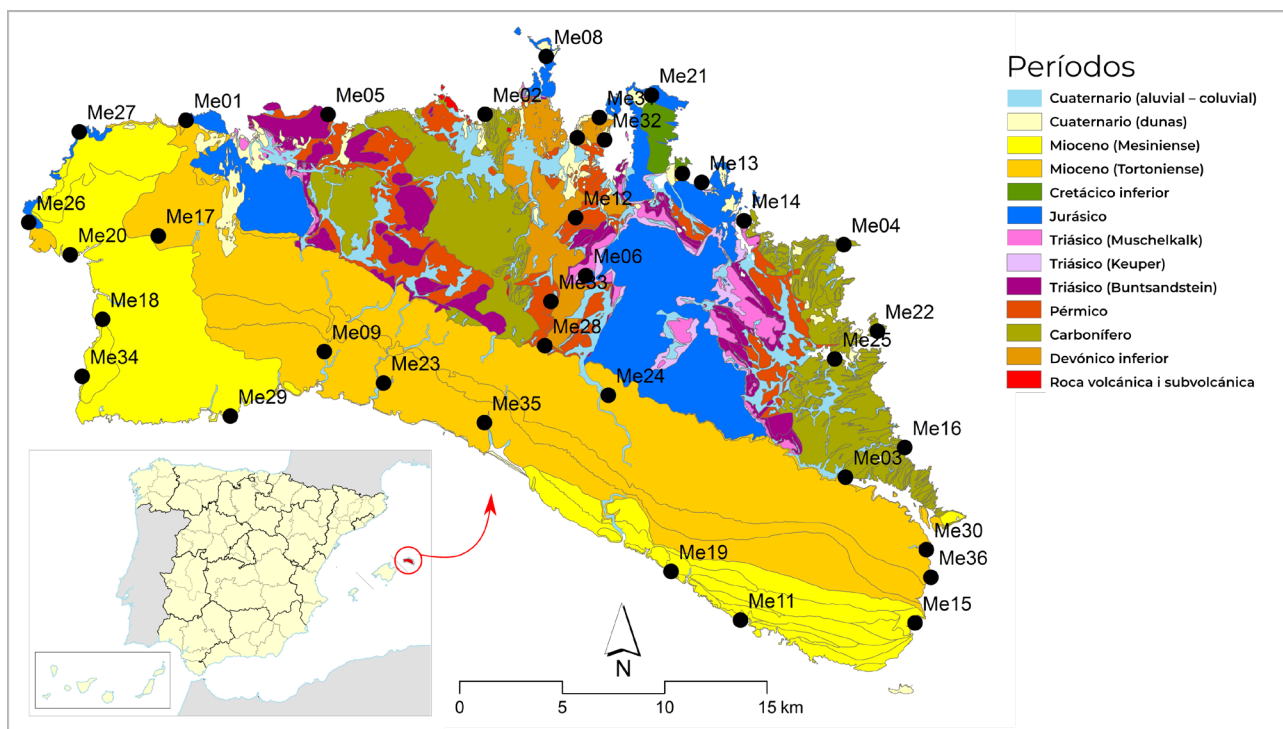 Me08
Me27
Me01
Me05
Me02
Me3
Me21
Me32
Me13
Me26
Me17
Me12
Me14
Me20
Me04
Me06
Me18
Me33
Me22
Me09
Me28
Me25
Me34
Me23
Me24
Me29
Me35
Me16
Me03
Me30
Me19
Me36
Me11
Me15
N
0 5 10 15 km
Períodos
Cuaternario (aluvial – coluvial)
Cuaternario (dunas)
Mioceno (Mesiniense)
Mioceno (Tortoniense)
Cretácico inferior
Jurásico
Triásico (Muschelkalk)
Triásico (Keuper)
Triásico (Buntsandstein)
Pérmico
Carbonífero
Devónico inferior
Roca volcánica i subvolcánica